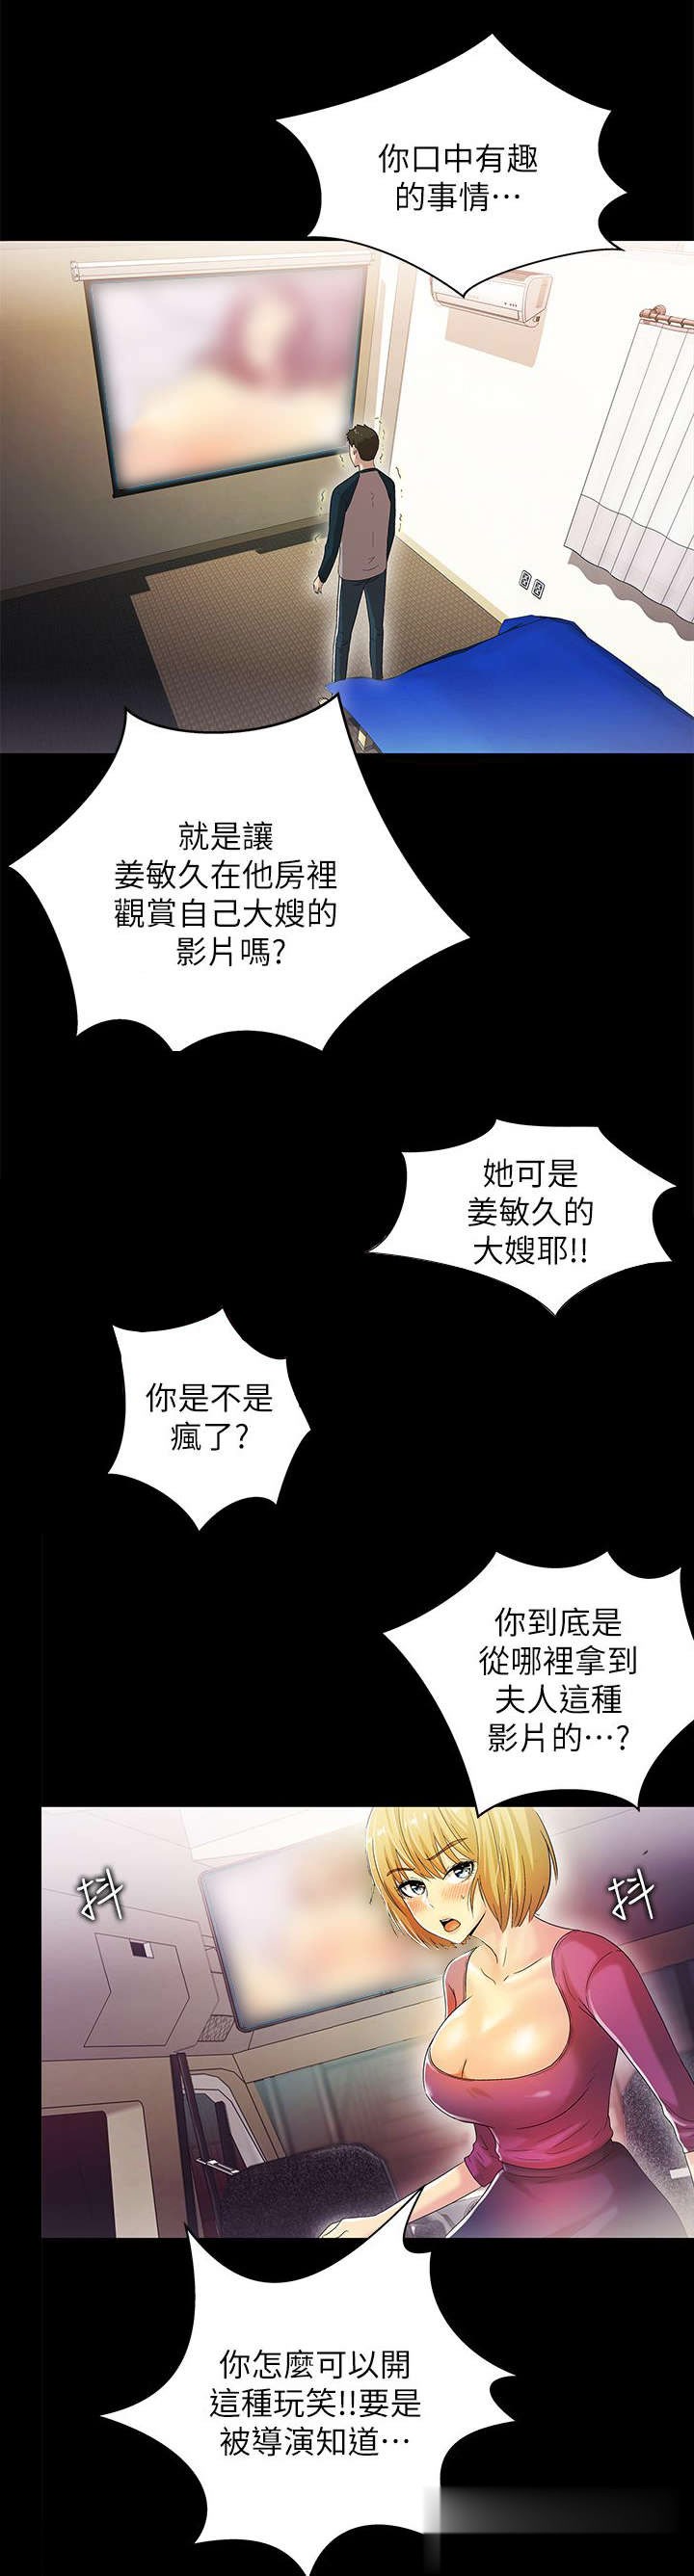 你口中有趣
的事情…
就是讓
姜敏久在他房裡
觀賞自己大嫂的
影片嗎?
她可是
姜敏久的
大嫂耶!!
你是不是
瘋了?
你到底是
從哪裡拿到
夫人這種
影片的…?
抖
抖
你怎麼可以開
這種玩笑!!要是
被導演知道…